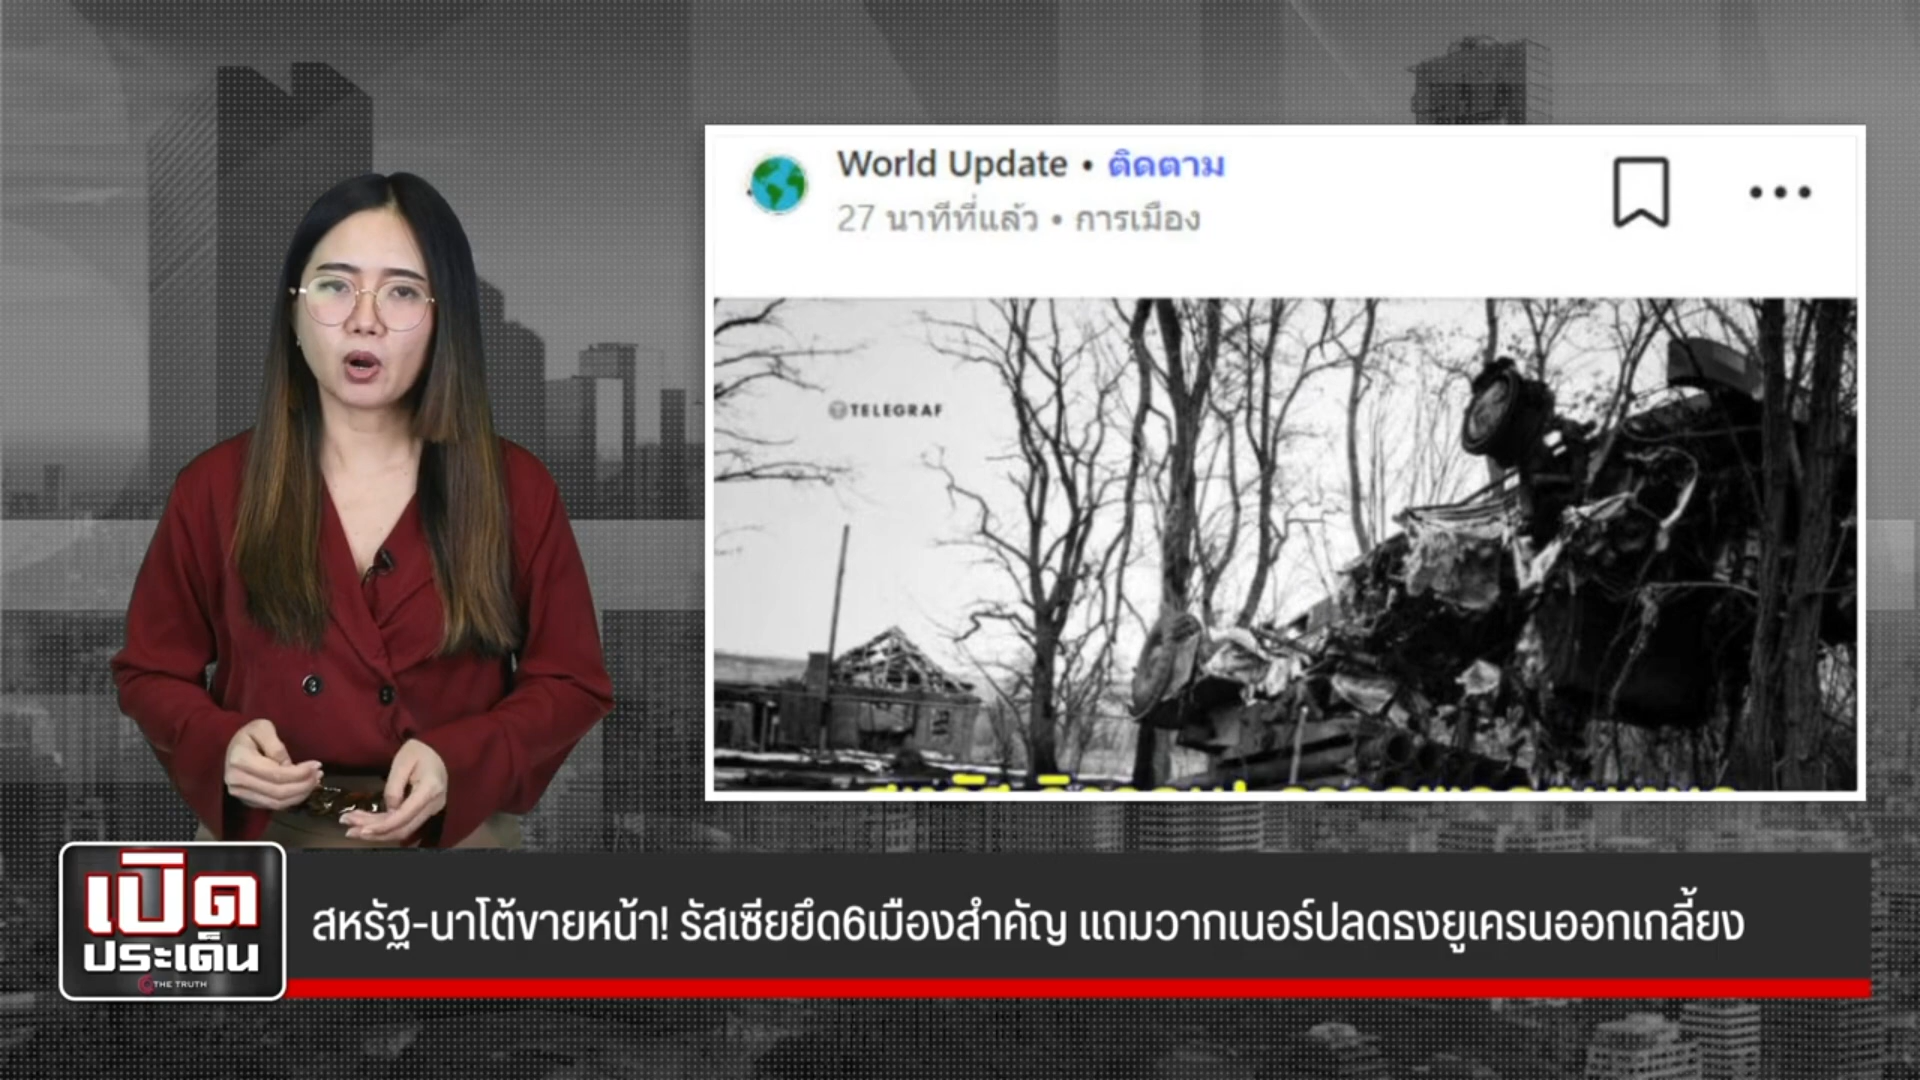 World Update • ติดตาม
27 นาทีที่แล้ว • การเมือง
TELEGRAF
เปิด
ประเด็น
THE TRUTH
สหรัฐ-นาโต้ขายหน้า! รัสเซียยึด6เมืองสำคัญ แถมวากเนอร์ปลดธงยูเครนออกเกลี้ยง